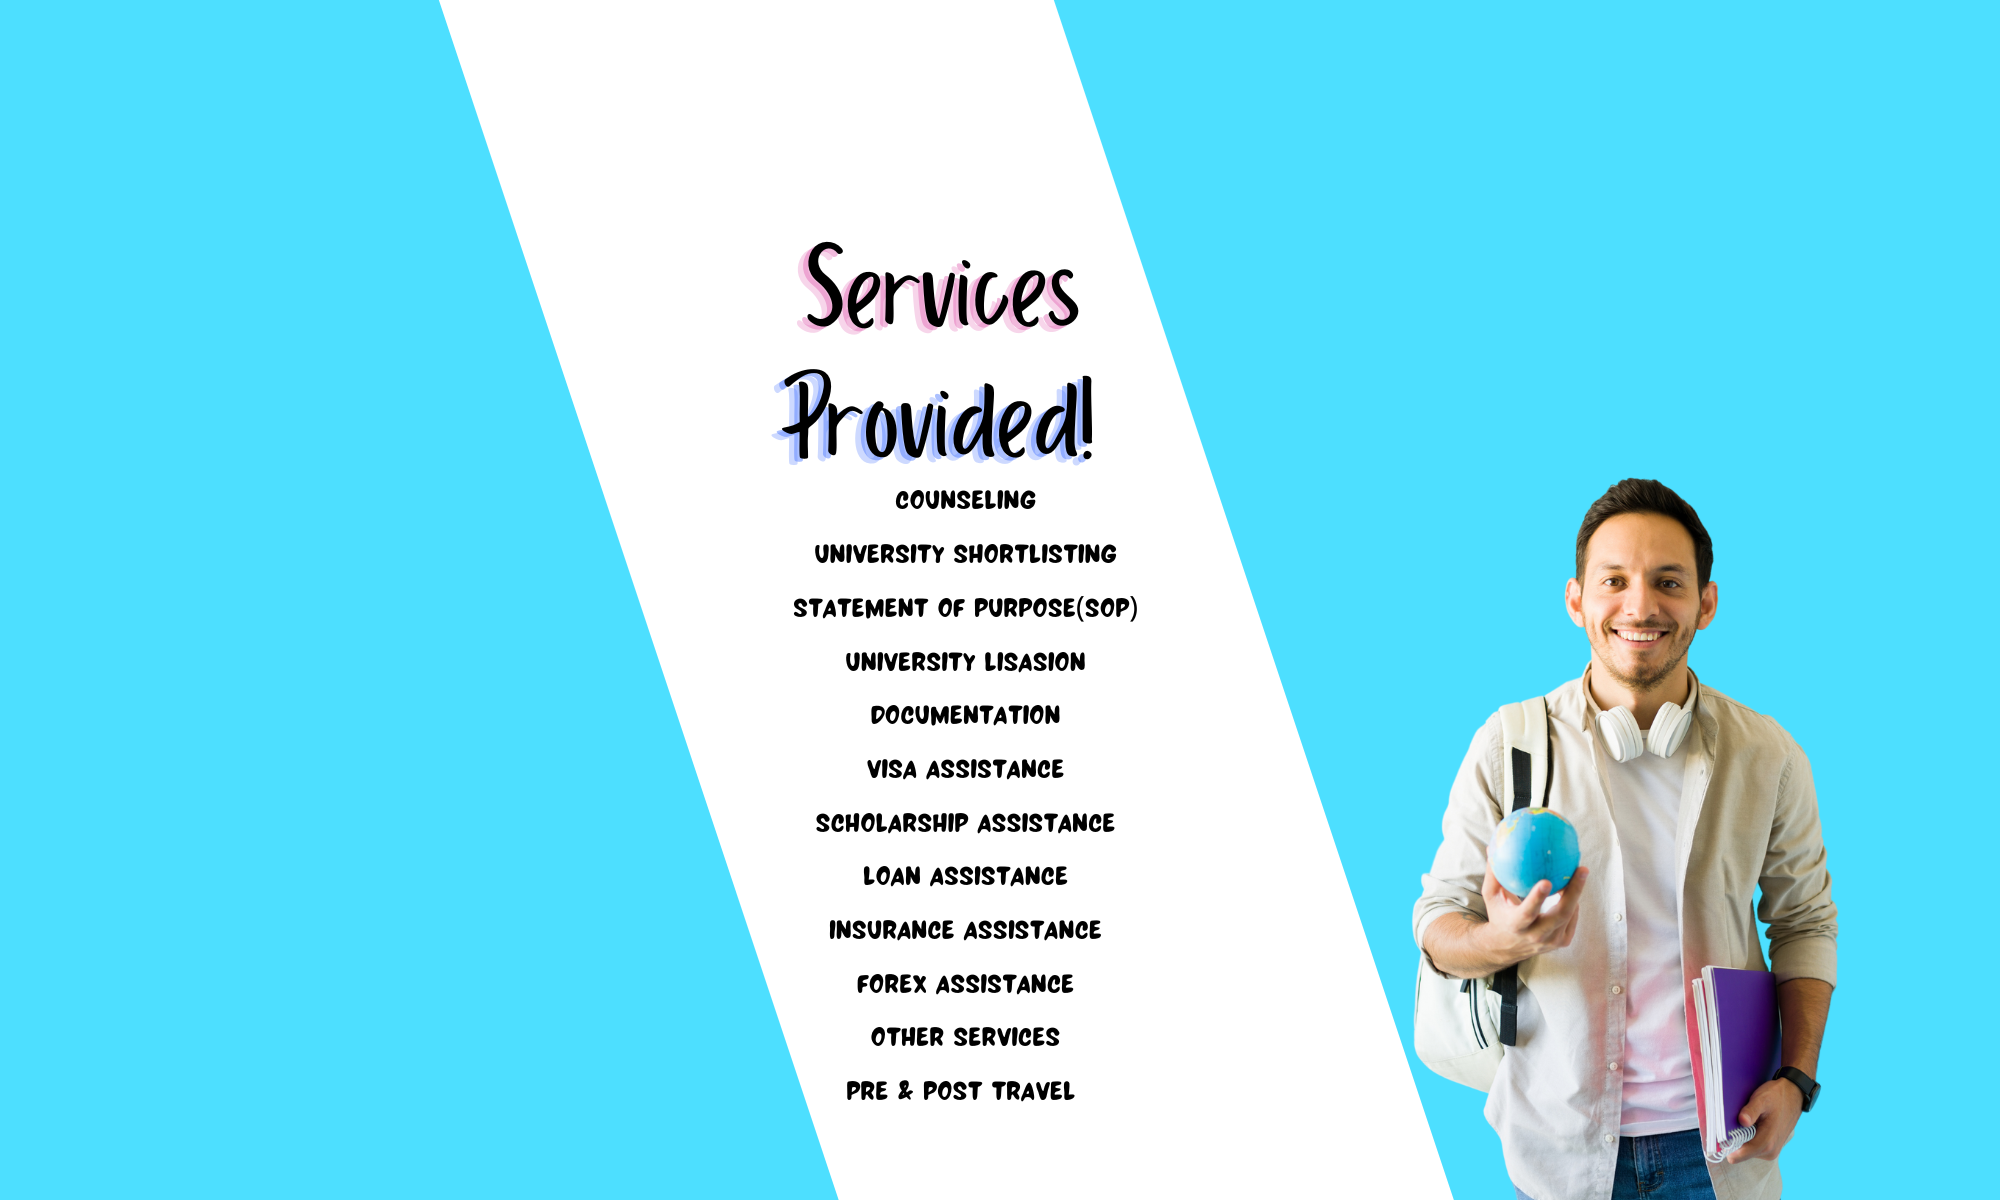 Services
Provided!
COUNSELING
UNIVERSITY SHORTLISTING
STATEMENT OF PURPOSE(SOP)
UNIVERSITY LISASION
DOCUMENTATION
VISA ASSISTANCE
SCHOLARSHIP ASSISTANCE
LOAN ASSISTANCE
INSURANCE ASSISTANCE
FOREX ASSISTANCE
OTHER SERVICES
PRE & POST TRAVEL